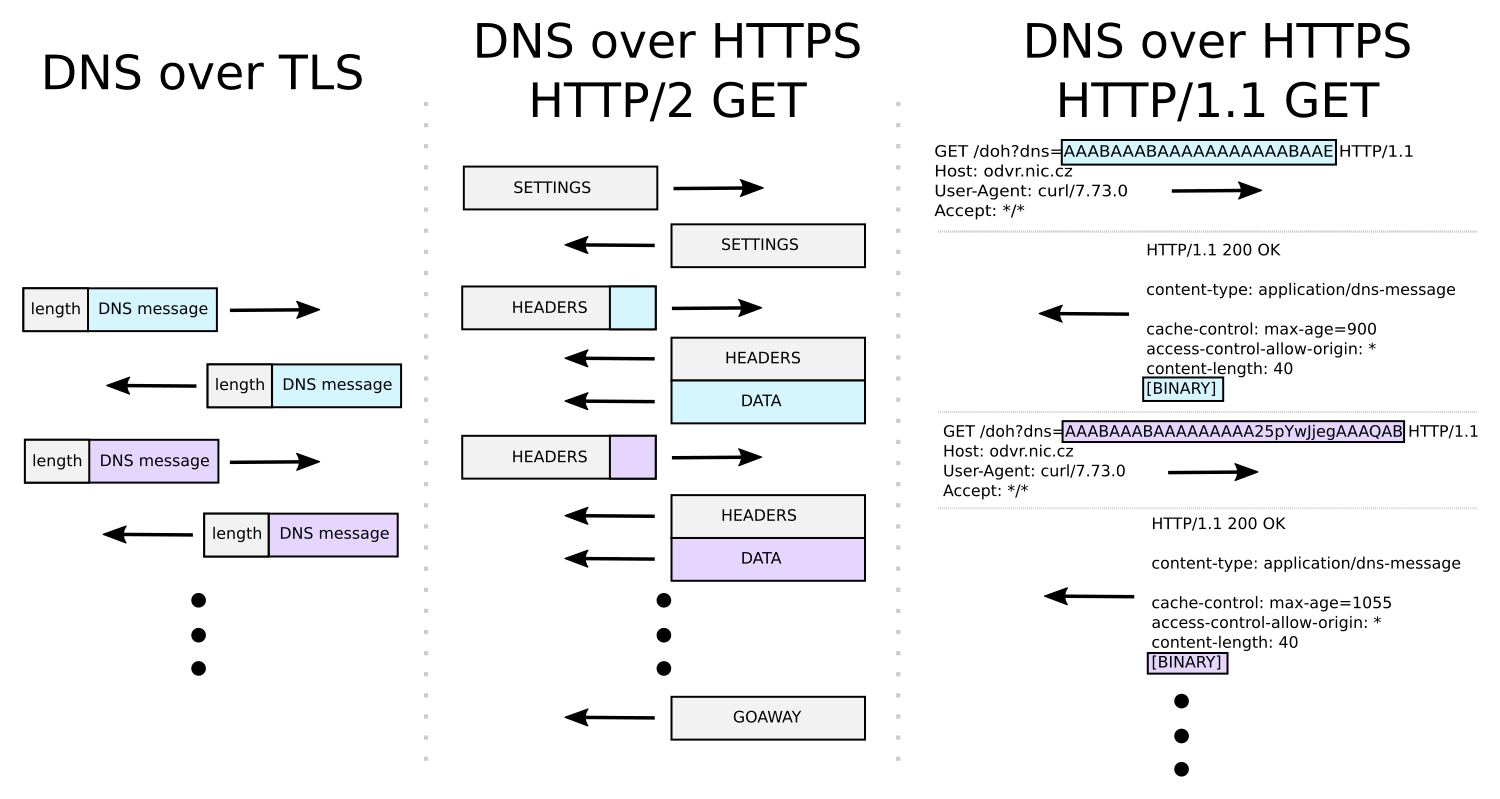 DNS over TLS
length DNS message
length DNS message
length DNS message
length DNS message
DNS over HTTPS
HTTP/2 GET
SETTINGS
SETTINGS
HEADERS
HEADERS
DATA
HEADERS
HEADERS
DATA
GOAWAY
DNS over HTTPS
HTTP/1.1 GET
GET /doh?dns=AAABAAABAAAAAAAAAAAABAAE HTTP/1.1
Host: odvr.nic.cz
User-Agent: curl/7.73.0
Accept: */*
HTTP/1.1 200 OK
content-type: application/dns-message
cache-control: max-age=900
access-control-allow-origin: *
content-length: 40
[BINARY]
GET /doh?dns=AAABAAABAAAAAAAAA25pYwJjegAAAQAB HTTP/1.1
Host: odvr.nic.cz
User-Agent: curl/7.73.0
Accept: */*
HTTP/1.1 200 OK
content-type: application/dns-message
cache-control: max-age=1055
access-control-allow-origin: *
content-length: 40
[BINARY]